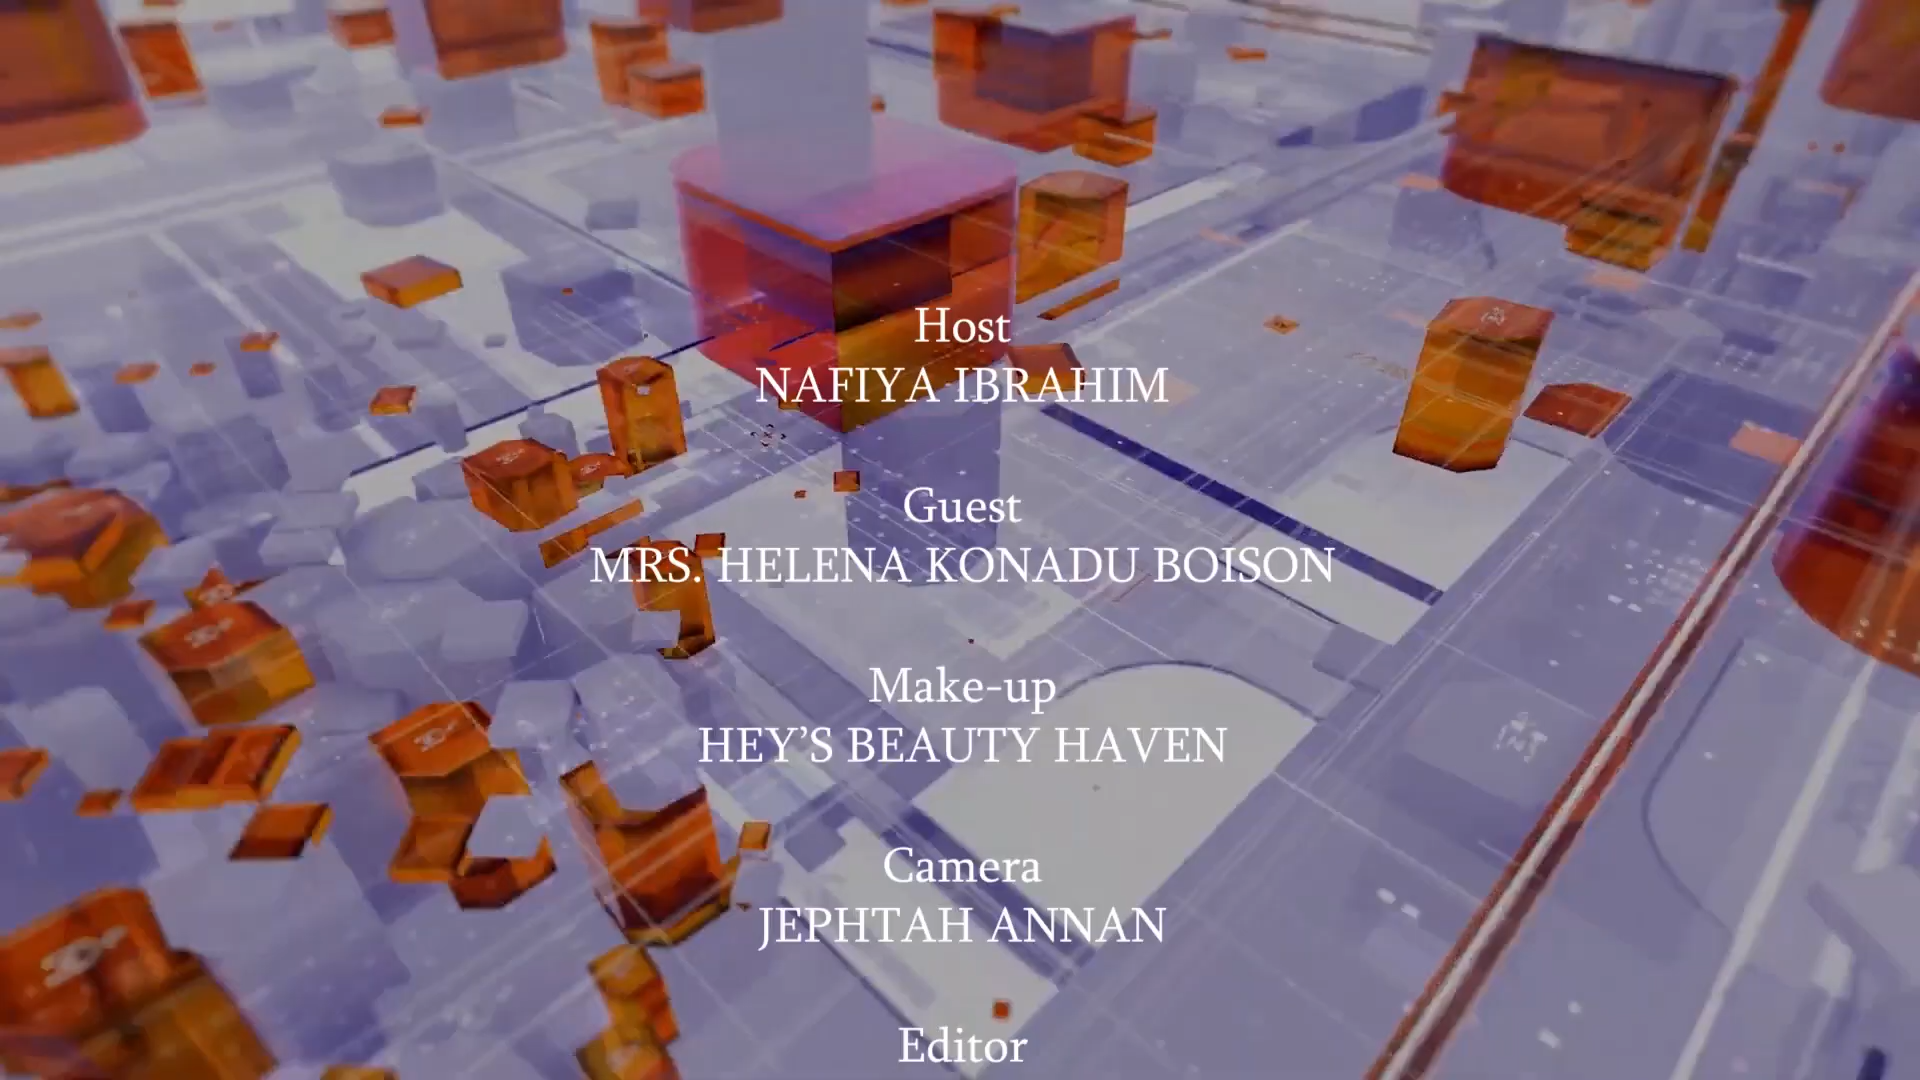 Host
NAFIYA IBRAHIM
Guest
MRS. HELENA KONADU BOISON
Make-up
HEY’S BEAUTY HAVEN
Camera
JEPHTAH ANNAN
Editor